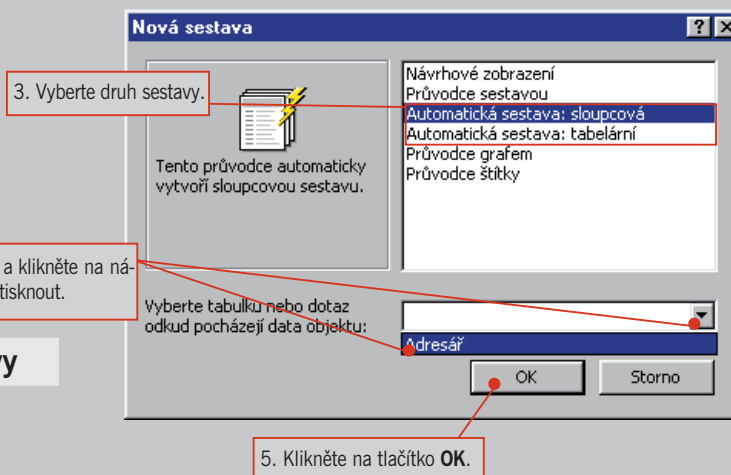 Nová sestava
3. Vyberte druh sestavy.
Návrhové zobrazení
Průvodce sestavou
Automatická sestava: sloupcová
Automatická sestava: tabelární
Průvodce grafem
Průvodce štítky
Tento průvodce automaticky
vytvoří sloupcovou sestavu.
a klikněte na ná-
tisknout.
Vyberte tabulku nebo dotaz
odkud pocházejí data objektu:
Adresář
vy
OK
Storno
5. Klikněte na tlačítko OK.